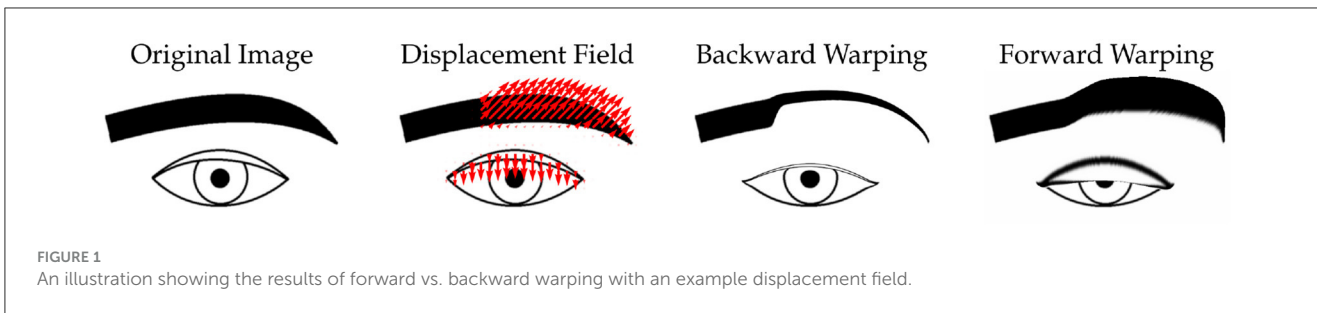 Original Image Displacement Field Backward Warping Forward Warping
FIGURE 1
An illustration showing the results of forward vs. backward warping with an example displacement field.